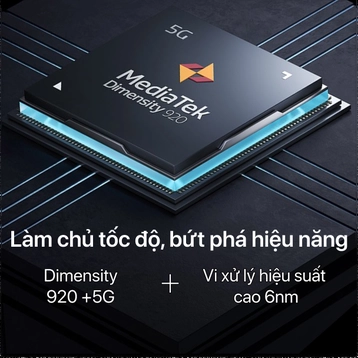 5G
MediaTek
Dimensity 920
Làm chủ tốc độ, bứt phá hiệu năng
Dimensity
920 +5G
+
Vi xử lý hiệu suất
cao 6nm